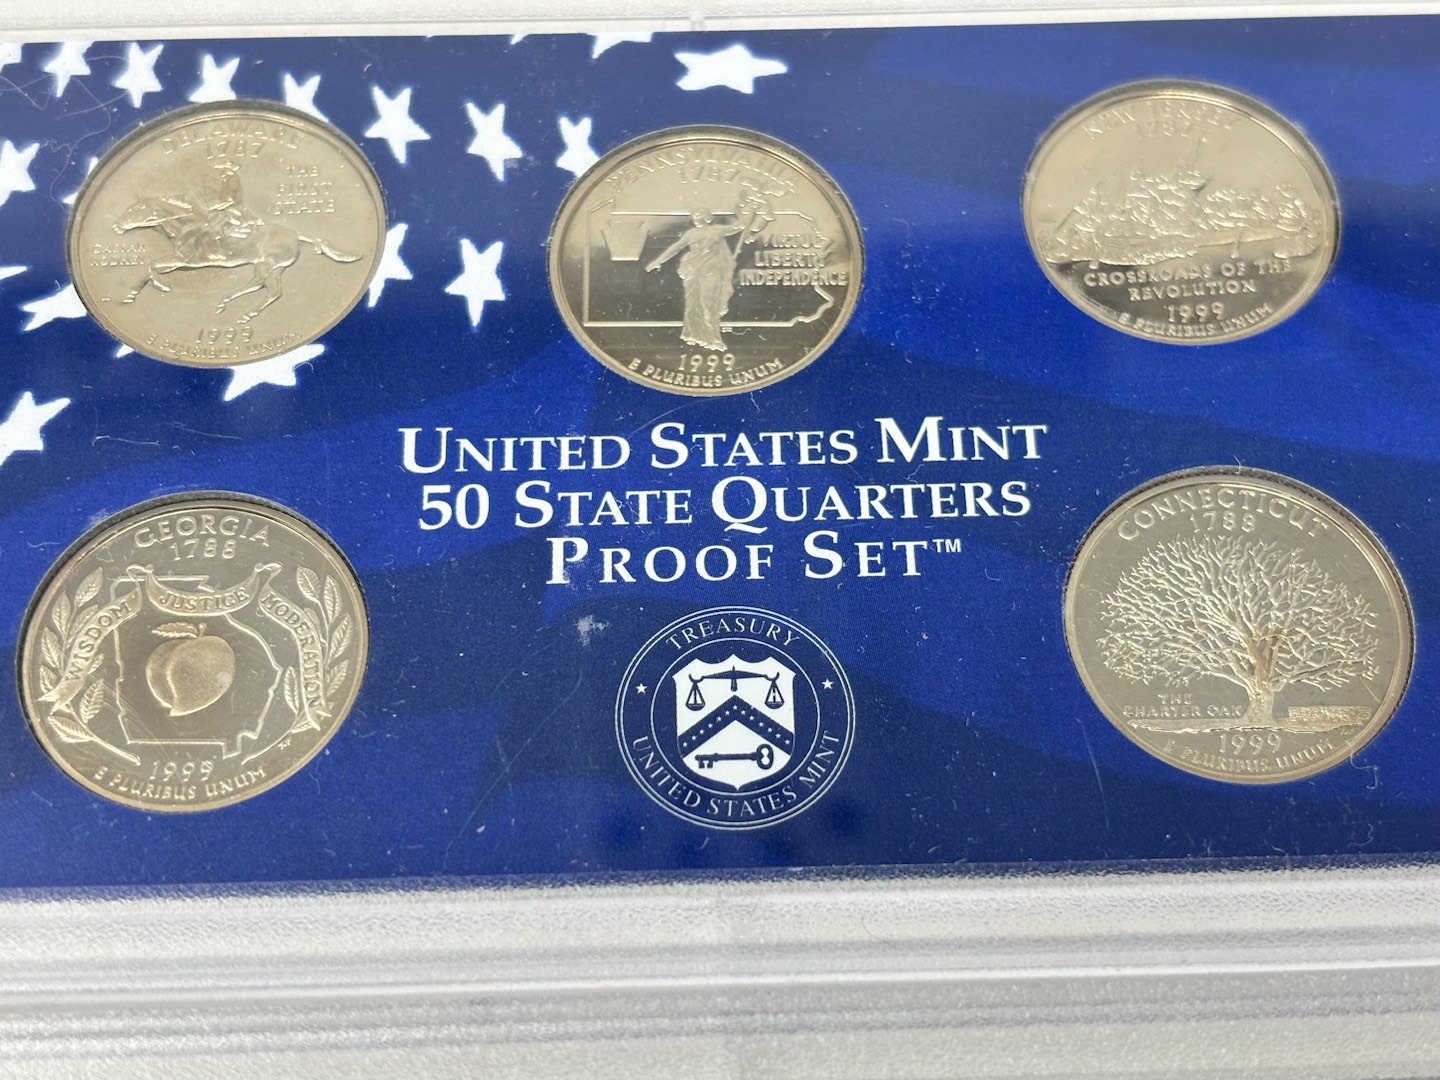 DELAWARE
1787
THE
FIRST
STATE
CAESAR
RODNEY
1999
E PLURIBUS UNUM
PENNSYLVANIA
1787
VIRTUE
LIBERTY
INDEPENDENCE
1999
E PLURIBUS UNUM
NEW JERSEY
1787
CROSSROADS OF THE
REVOLUTION
1999
E PLURIBUS UNUM
UNITED STATES MINT
50 STATE QUARTERS
PROOF SET™
GEORGIA
1788
WISDOM JUSTICE MODERATION
1999
E PLURIBUS UNUM
TREASURY
UNITED STATES MINT
CONNECTICUT
1788
THE
CHARTER OAK
1999
E PLURIBUS UNUM